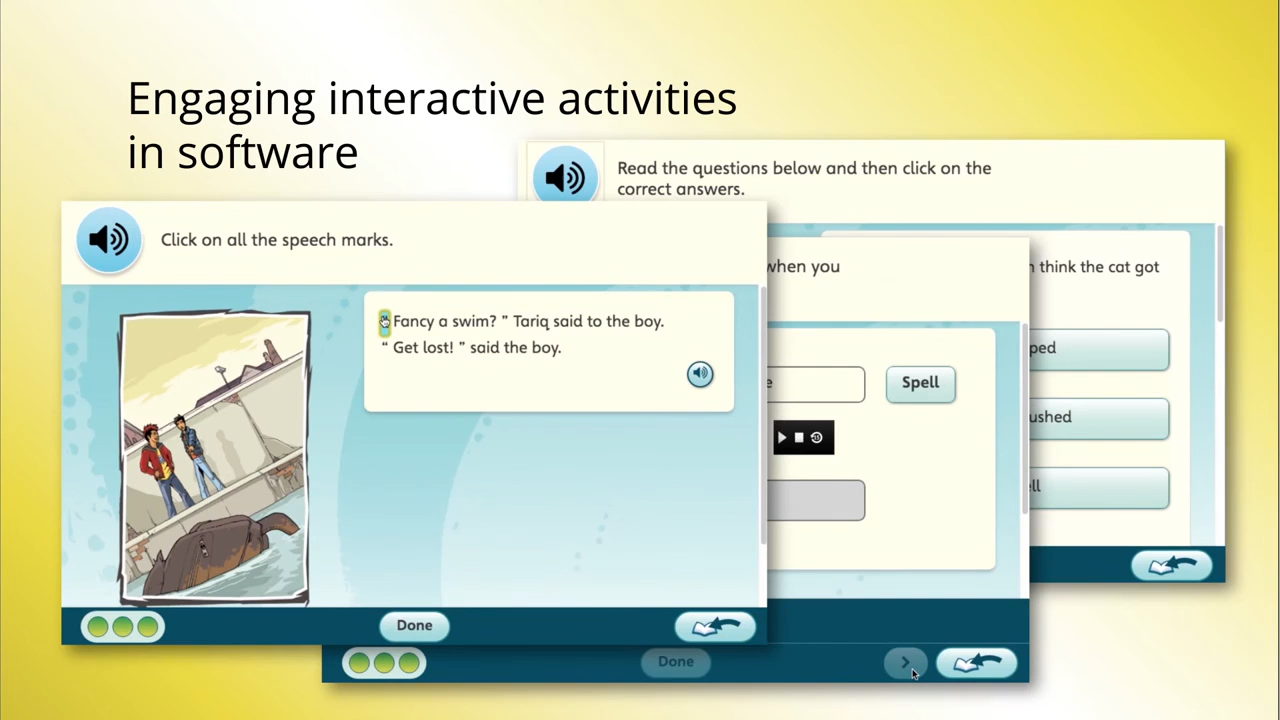 Engaging interactive activities
in software
Read the questions below and then click on the
correct answers.
Click on all the speech marks.
when you
think the cat got
Fancy a swim? ” Tariq said to the boy.
“ Get lost! ” said the boy.
ped
ushed
ell
e
Spell
Done
Done